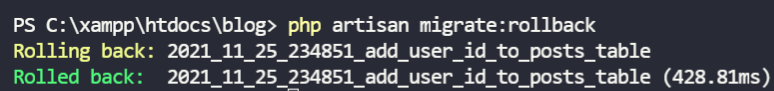 PS C:\xampp\htdocs\blog> php artisan migrate:rollback
Rolling back: 2021_11_25_234851_add_user_id_to_posts_table
Rolled back:  2021_11_25_234851_add_user_id_to_posts_table (428.81ms)